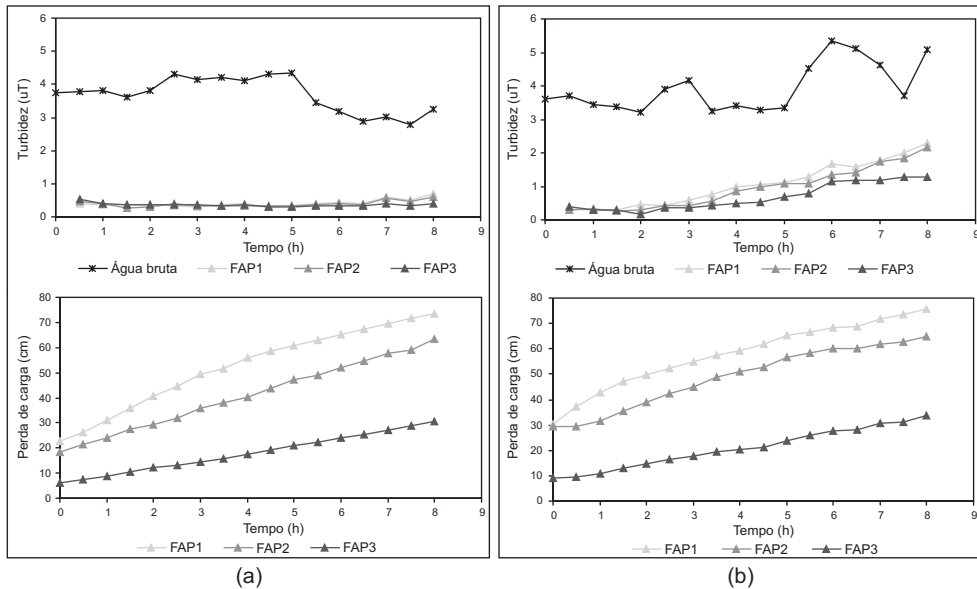 Turbidez (uT)
6
5
4
3
2
1
0
0 1 2 3 4 5 6 7 8 9
Tempo (h)
Água bruta FAP1 FAP2 FAP3
Perda de carga (cm)
80
70
60
50
40
30
20
10
0
0 1 2 3 4 5 6 7 8 9
Tempo (h)
FAP1 FAP2 FAP3
(a)
Turbidez (uT)
6
5
4
3
2
1
0
0 1 2 3 4 5 6 7 8 9
Tempo (h)
Água bruta FAP1 FAP2 FAP3
Perda de carga (cm)
80
70
60
50
40
30
20
10
0
0 1 2 3 4 5 6 7 8 9
Tempo (h)
FAP1 FAP2 FAP3
(b)